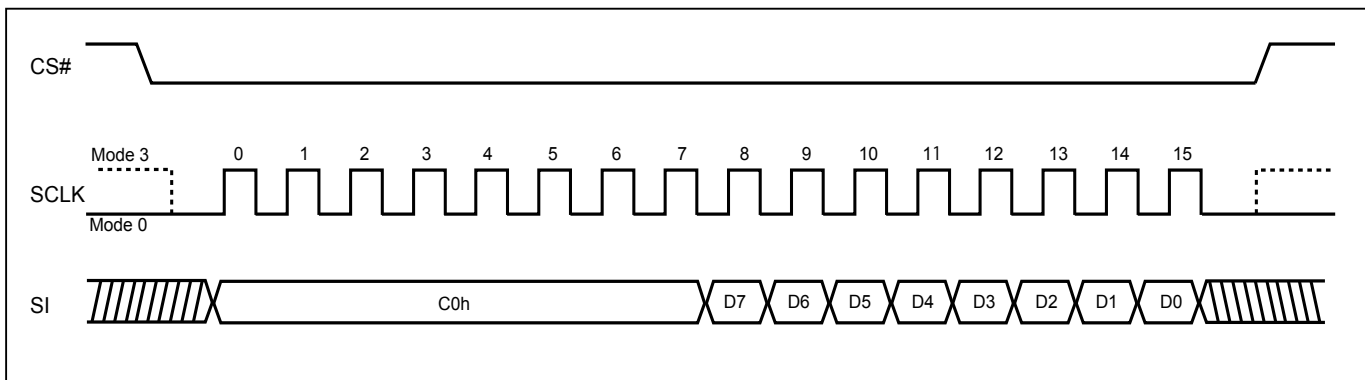 CS#
Mode 3 0 1 2 3 4 5 6 7 8 9 10 11 12 13 14 15
SCLK
Mode 0
SI C0h D7 D6 D5 D4 D3 D2 D1 D0